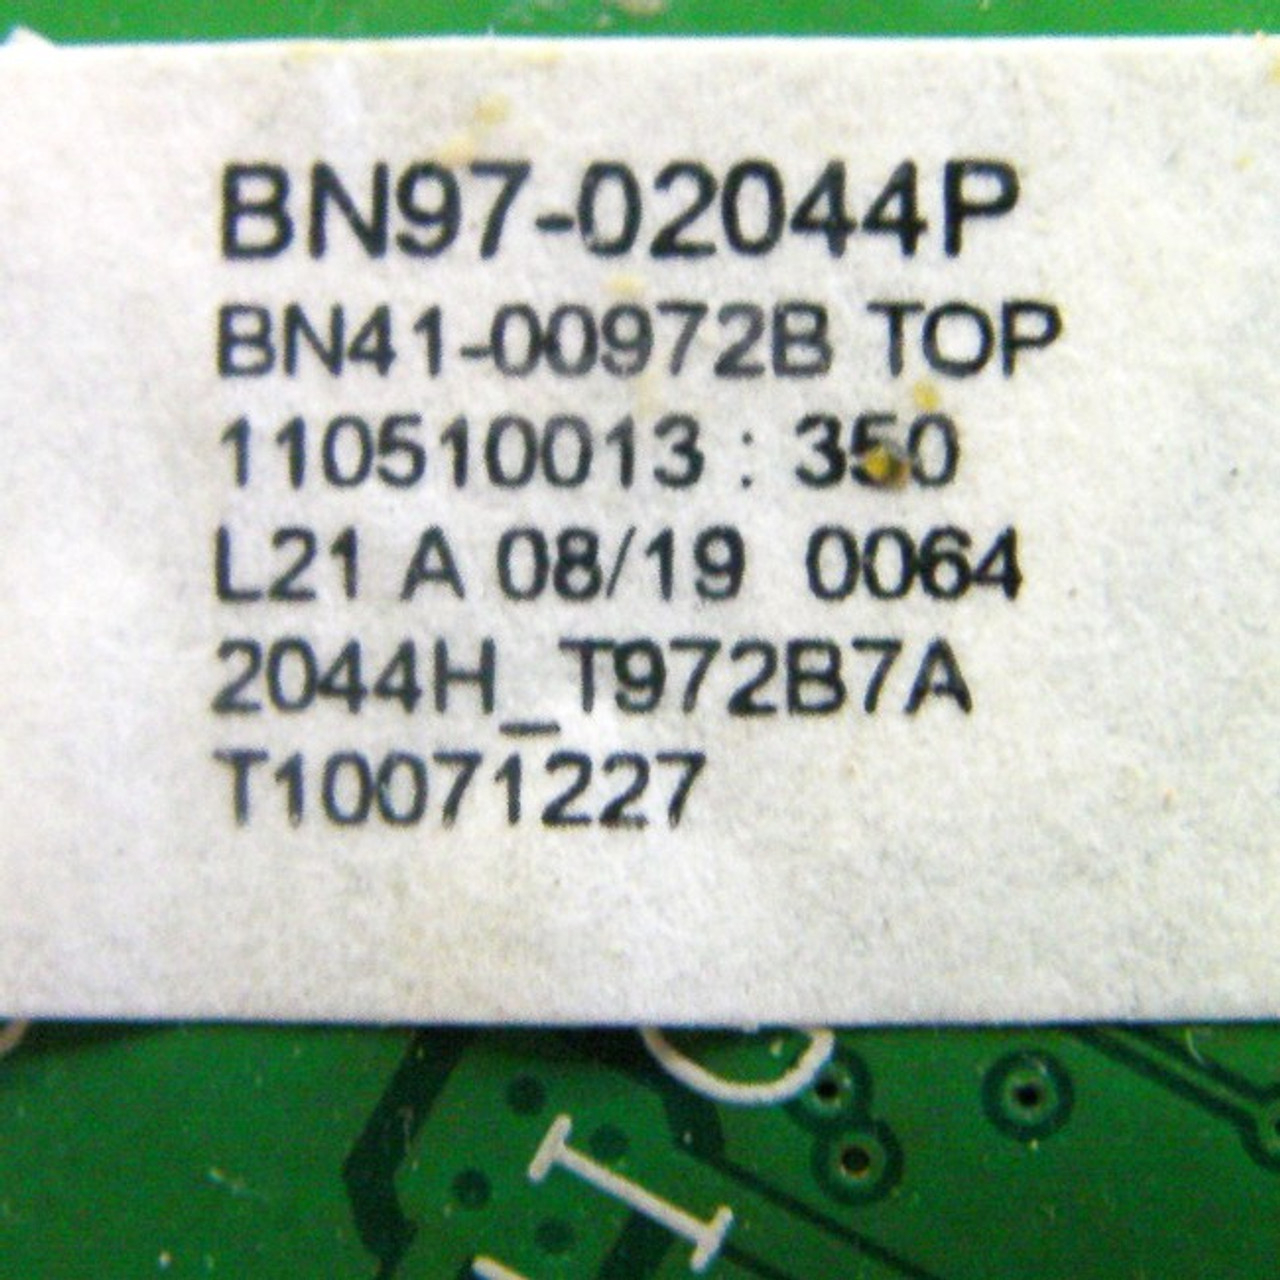 BN97-02044P
BN41-00972B TOP
110510013 : 350
L21 A 08/19 0064
2044H_T972B7A
T10071227